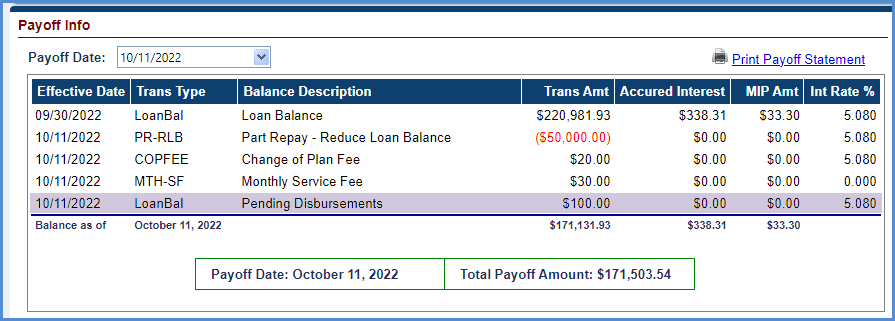 Payoff Info
Payoff Date: 10/11/2022 Print Payoff Statement
Effective Date Trans Type Balance Description Trans Amt Accured Interest MIP Amt Int Rate %
09/30/2022 LoanBal Loan Balance $220,981.93 $338.31 $33.30 5.080
10/11/2022 PR-RLB Part Repay - Reduce Loan Balance ($50,000.00) $0.00 $0.00 5.080
10/11/2022 COPFEE Change of Plan Fee $20.00 $0.00 $0.00 5.080
10/11/2022 MTH-SF Monthly Service Fee $30.00 $0.00 $0.00 0.000
10/11/2022 LoanBal Pending Disbursements $100.00 $0.00 $0.00 5.080
Balance as of October 11, 2022 $171,131.93 $338.31 $33.30
Payoff Date: October 11, 2022 Total Payoff Amount: $171,503.54